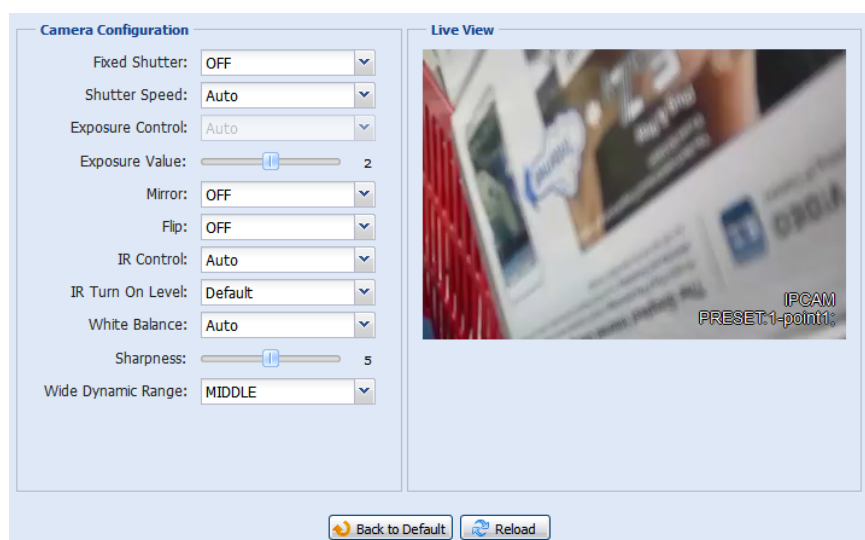 Camera Configuration
Fixed Shutter: OFF
Shutter Speed: Auto
Exposure Control: Auto
Exposure Value: 2
Mirror: OFF
Flip: OFF
IR Control: Auto
IR Turn On Level: Default
White Balance: Auto
Sharpness: 5
Wide Dynamic Range: MIDDLE
Live View
VIDEO
IPCAM
PRESET:1-point1;
Back to Default
Reload